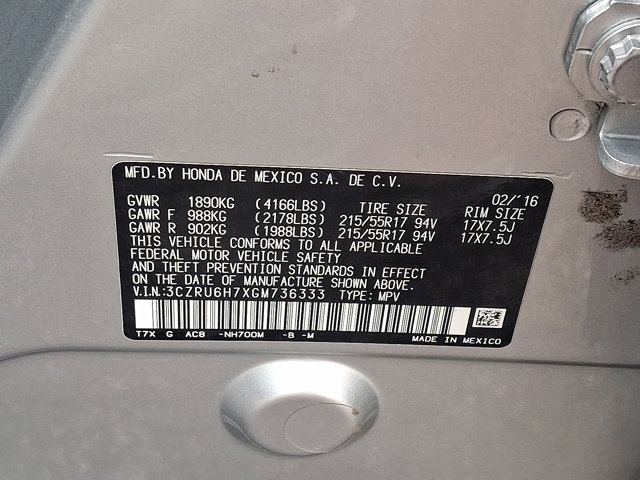 MFD.BY HONDA DE MEXICO S.A. DE C.V.
GVWR 1890KG (4166LBS) TIRE SIZE 02/'16 RIM SIZE
GAWR F 988KG (2178LBS) 215/55R17 94V 17X7.5J
GAWR R 902KG (1988LBS) 215/55R17 94V 17X7.5J
THIS VEHICLE CONFORMS TO ALL APPLICABLE
FEDERAL MOTOR VEHICLE SAFETY
AND THEFT PREVENTION STANDARDS IN EFFECT
ON THE DATE OF MANUFACTURE SHOWN ABOVE.
V.I.N.:3CZRU6H7XGM736333 TYPE: MPV
T7X G AC8 -NH700M -B -M MADE IN MEXICO